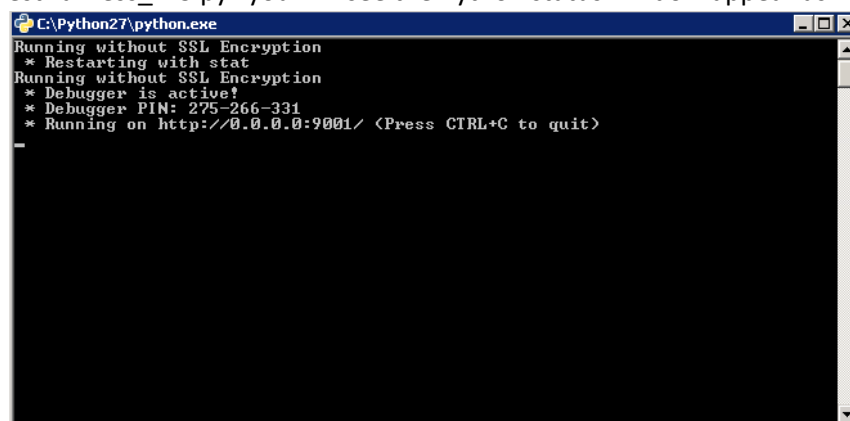 C:\Python27\python.exe
Running without SSL Encryption
 * Restarting with stat
Running without SSL Encryption
 * Debugger is active!
 * Debugger PIN: 275-266-331
 * Running on http://0.0.0.0:9001/ (Press CTRL+C to quit)